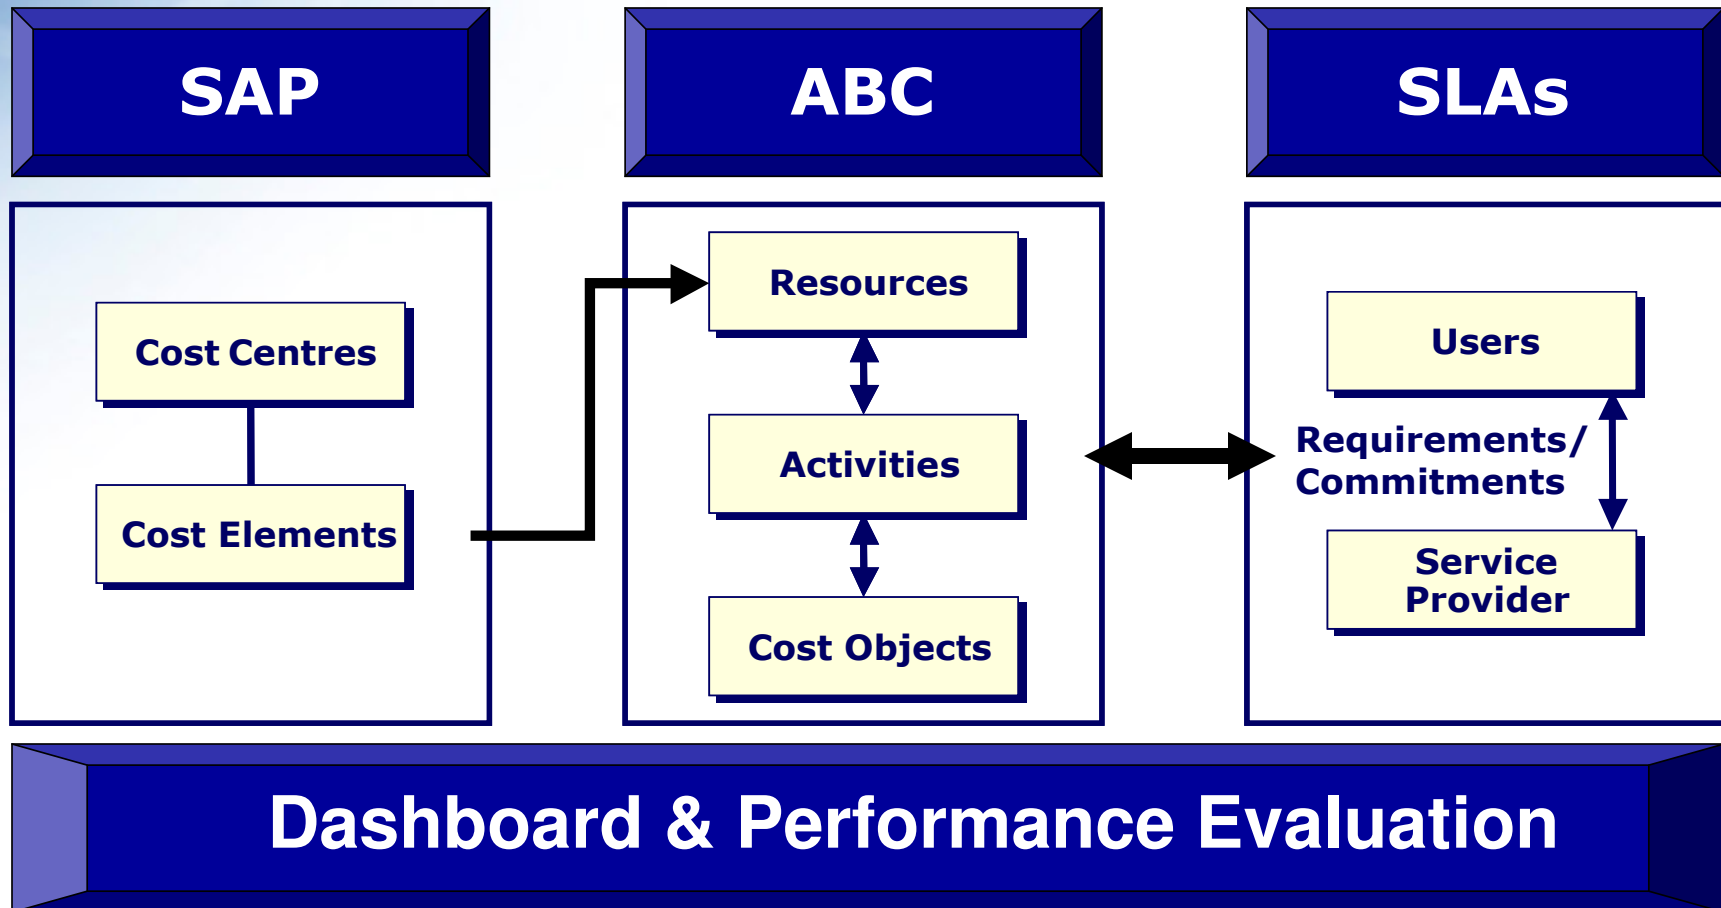 SAP
ABC
SLAs
Cost Centres
Cost Elements
Resources
Activities
Cost Objects
Users
Requirements/
Commitments
Service
Provider
Dashboard & Performance Evaluation